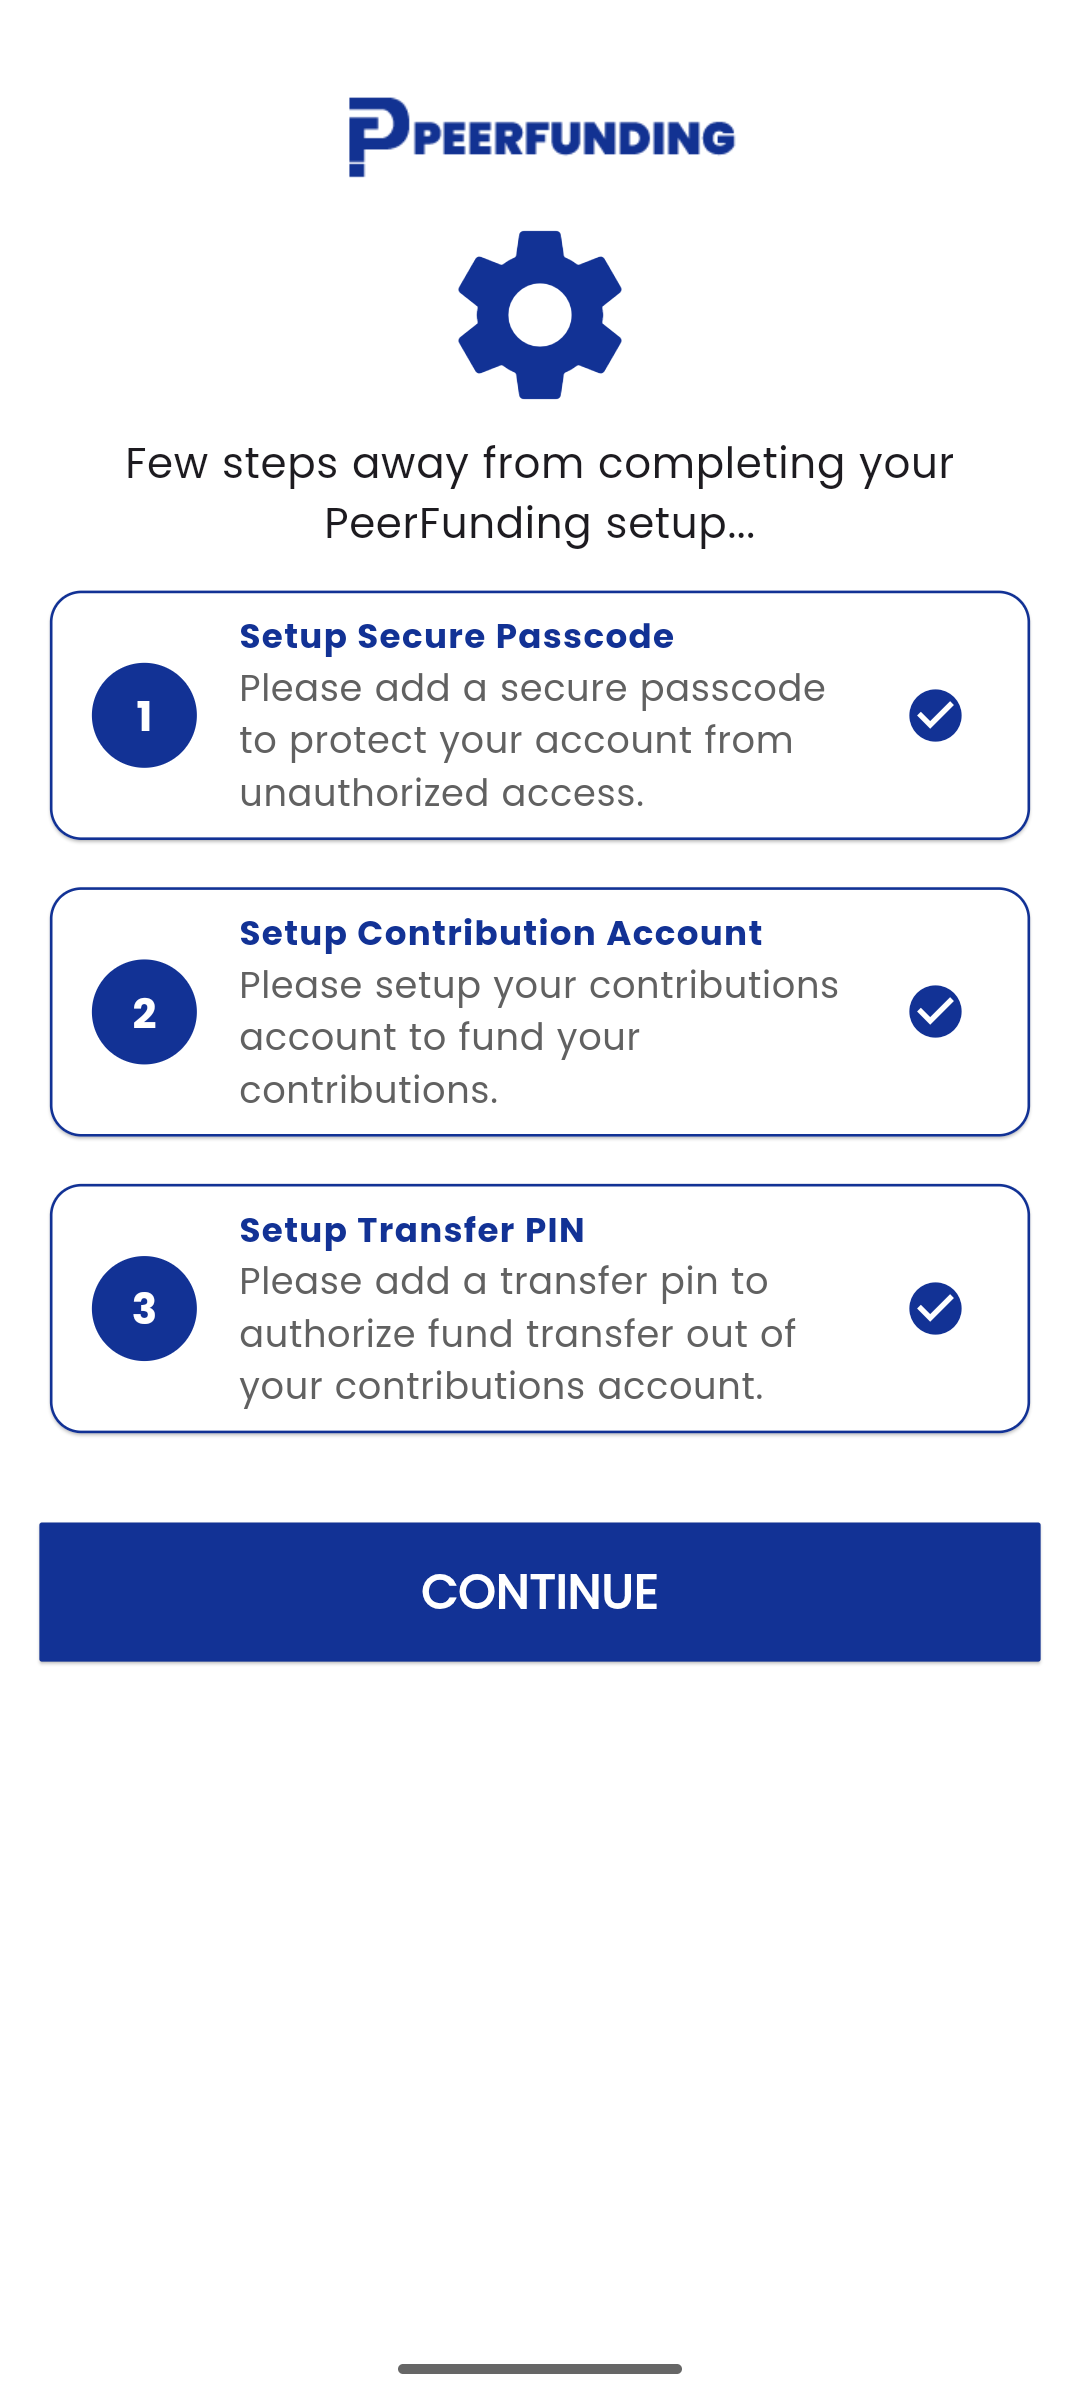 PEERFUNDING
Few steps away from completing your
PeerFunding setup...
Setup Secure Passcode
1
Please add a secure passcode
to protect your account from
unauthorized access.
Setup Contribution Account
2
Please setup your contributions
account to fund your
contributions.
Setup Transfer PIN
3
Please add a transfer pin to
authorize fund transfer out of
your contributions account.
CONTINUE